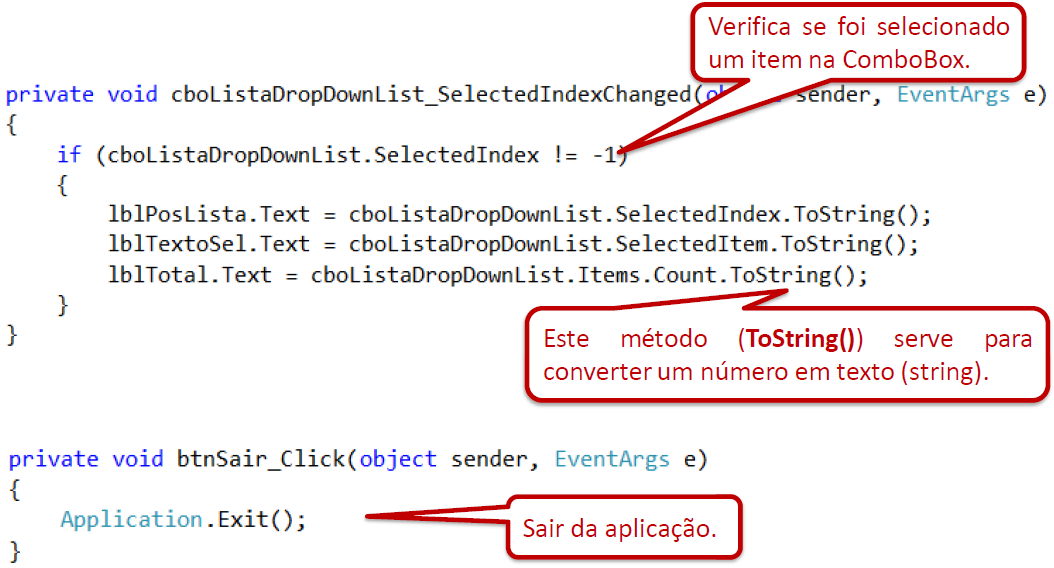 Verifica se foi selecionado
um item na ComboBox.
private void cboListaDropDownList_SelectedIndexChanged(ob sender, EventArgs e)
{
if (cboListaDropDownList.SelectedIndex != -1)
{
lblPosLista.Text = cboListaDropDownList.SelectedIndex.ToString();
lblTextoSel.Text = cboListaDropDownList.SelectedItem.ToString();
lblTotal.Text = cboListaDropDownList.Items.Count.ToString();
}
}
Este método (ToString()) serve para
converter um número em texto (string).
private void btnSair_Click(object sender, EventArgs e)
{
Application.Exit();
}
Sair da aplicação.